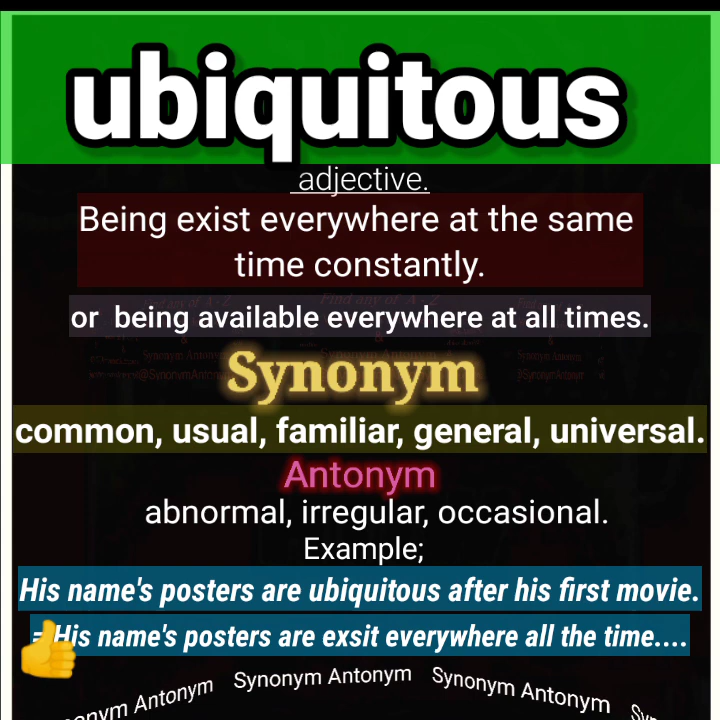 ubiquitous
adjective.
Being exist everywhere at the same
time constantly.
or being available everywhere at all times.
Synonym
common, usual, familiar, general, universal.
Antonym
abnormal, irregular, occasional.
Example;
His name's posters are ubiquitous after his first movie.
= His name's posters are exsit everywhere all the time....
Antonym Synonym Antonym Synonym Antonym